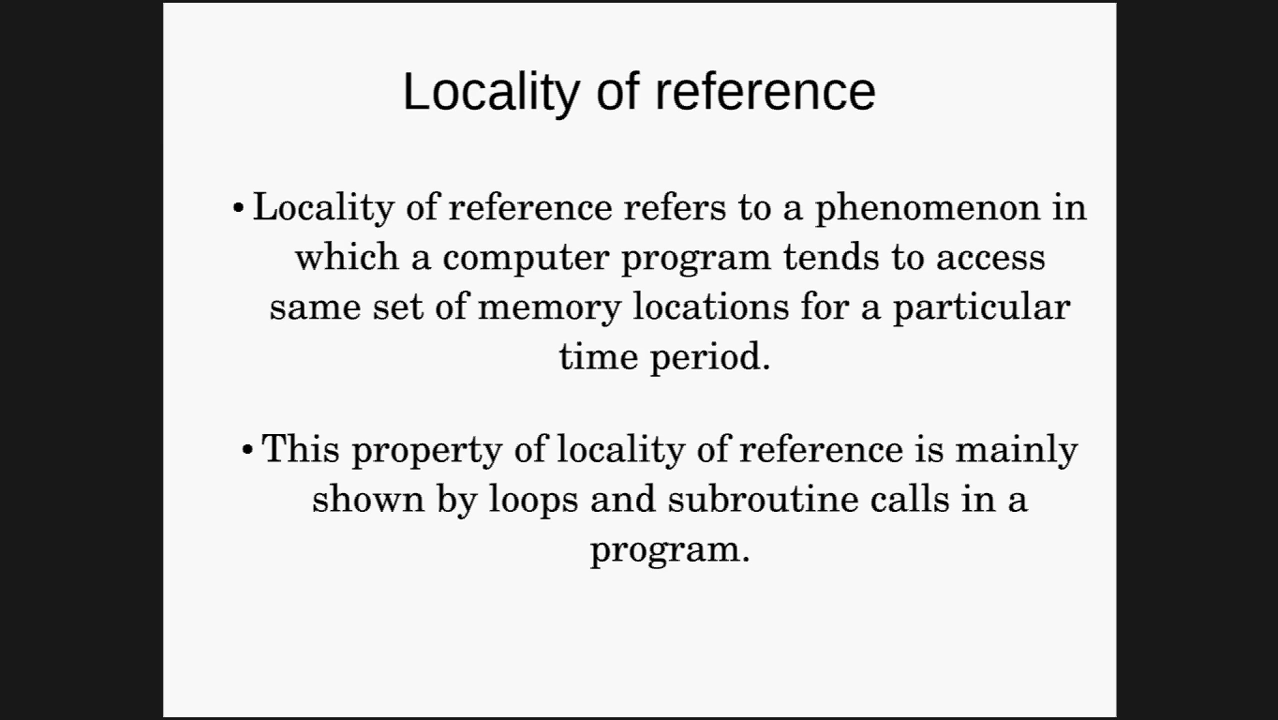 Locality of reference
• Locality of reference refers to a phenomenon in
which a computer program tends to access
same set of memory locations for a particular
time period.
• This property of locality of reference is mainly
shown by loops and subroutine calls in a
program.